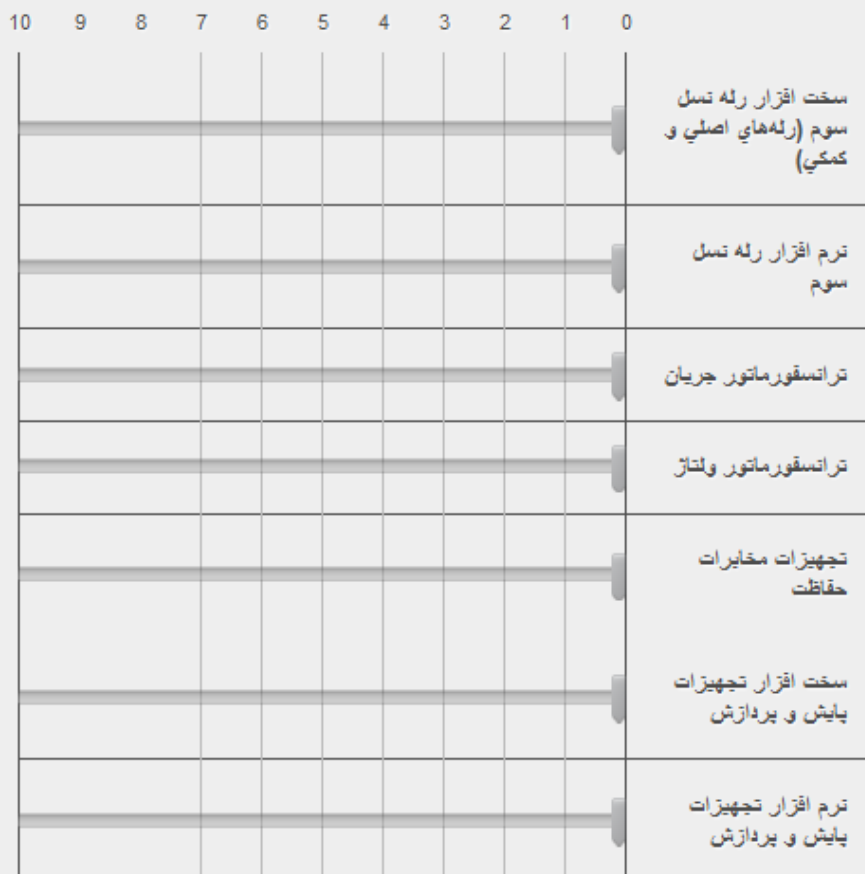 10 9 8 7 6 5 4 3 2 1 0
سخت افزار رله نسل
سوم (رله‌هاي اصلي و
كمكي)
نرم افزار رله نسل
سوم
ترانسفورماتور جريان
ترانسفورماتور ولتاژ
تجهيزات مخابرات
حفاظت
سخت افزار تجهيزات
پايش و پردازش
نرم افزار تجهيزات
پايش و پردازش